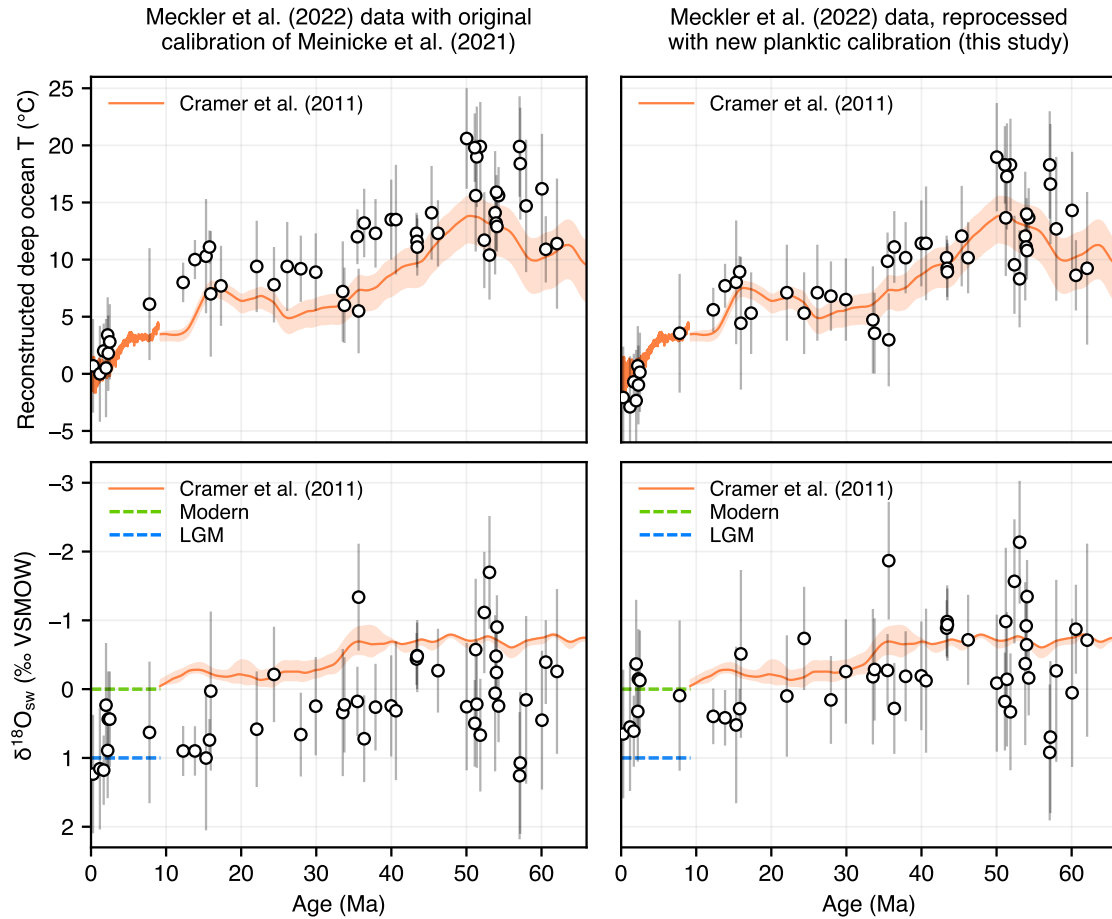 Meckler et al. (2022) data with original
calibration of Meinicke et al. (2021)
Meckler et al. (2022) data, reprocessed
with new planktic calibration (this study)
Reconstructed deep ocean T (°C)
25
20
15
10
5
0
−5
Cramer et al. (2011)
Cramer et al. (2011)
δ¹⁸Osw (‰ VSMOW)
−3
−2
−1
0
1
2
Cramer et al. (2011)
Modern
LGM
Cramer et al. (2011)
Modern
LGM
0 10 20 30 40 50 60
0 10 20 30 40 50 60
Age (Ma)
Age (Ma)